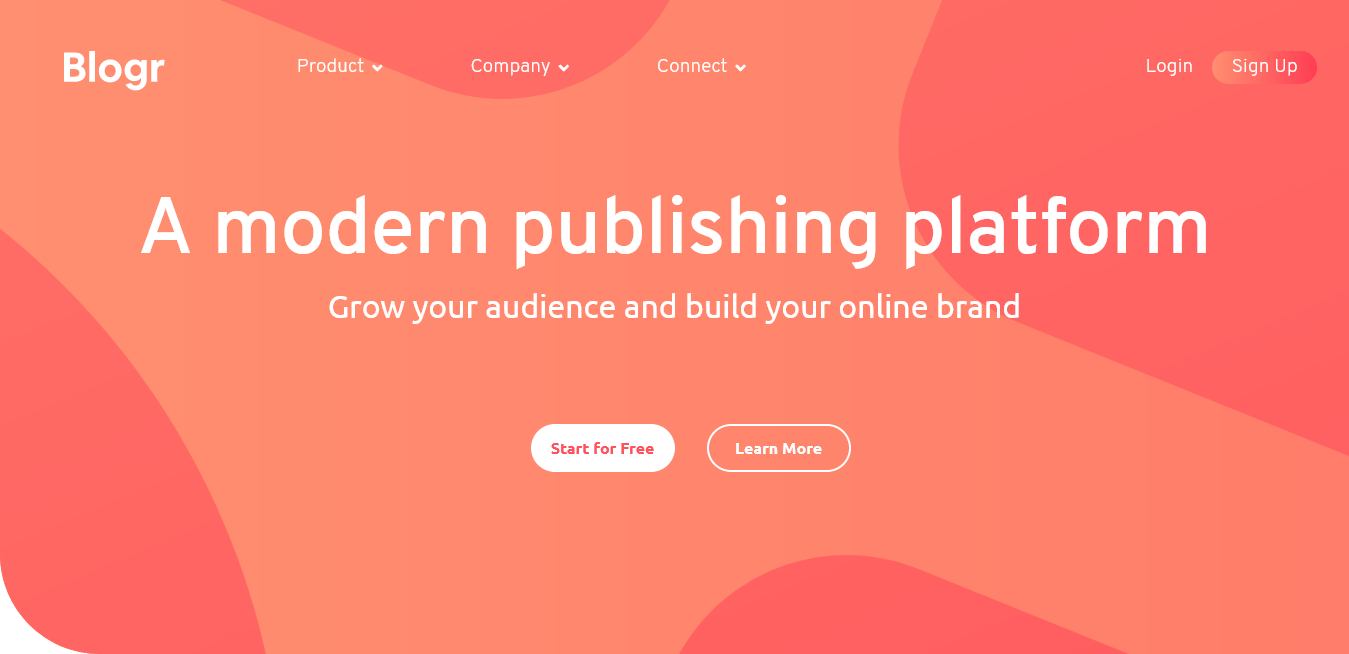 Blogr Product Company Connect Login Sign Up
A modern publishing platform
Grow your audience and build your online brand
Start for Free Learn More